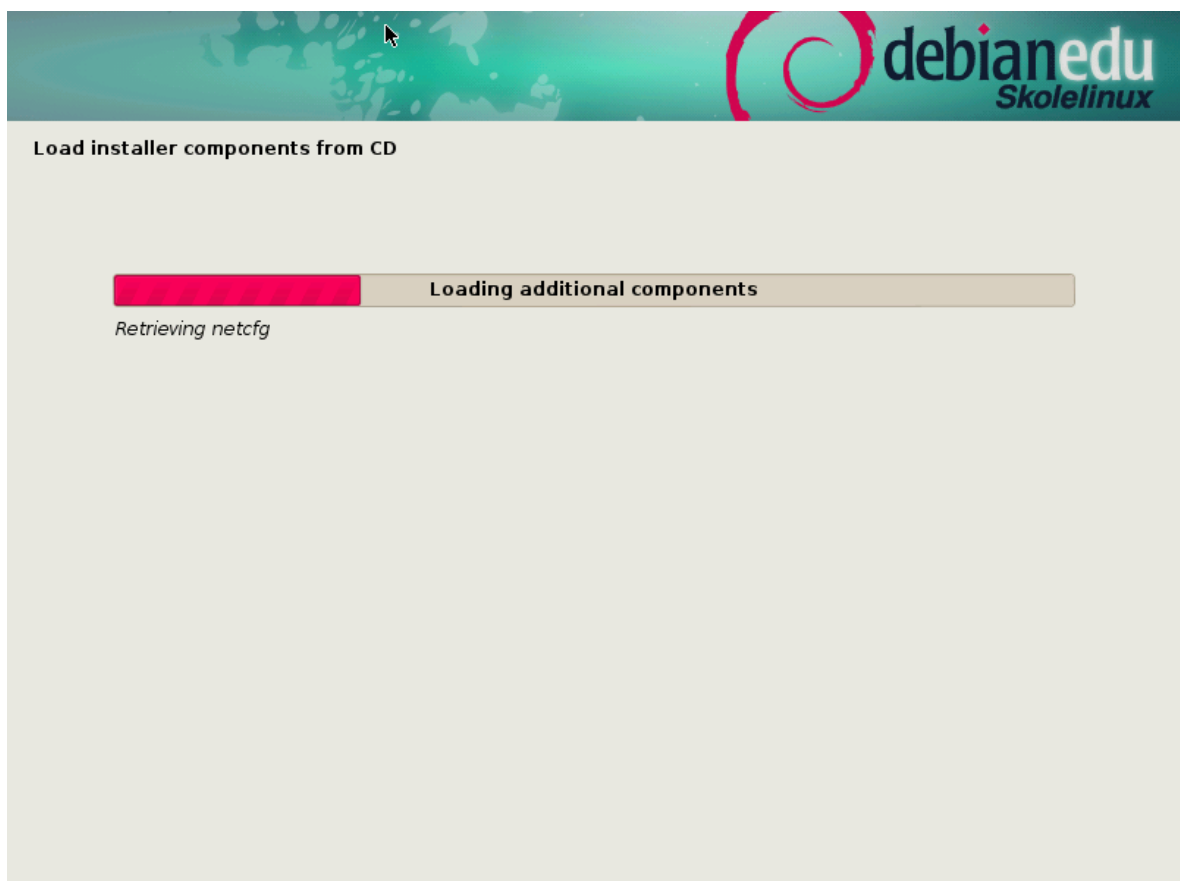 debianedu
Skolelinux
Load installer components from CD
Loading additional components
Retrieving netcfg